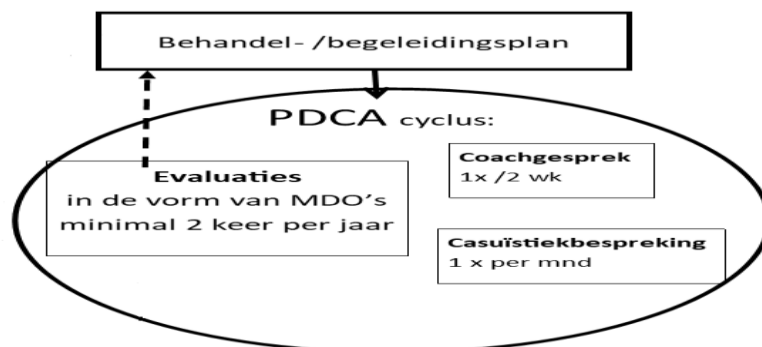 Behandel- /begeleidingsplan
PDCA cyclus:
Evaluaties
in de vorm van MDO's
minimal 2 keer per jaar
Coachgesprek
1x /2 wk
Casuïstiekbespreking
1 x per mnd